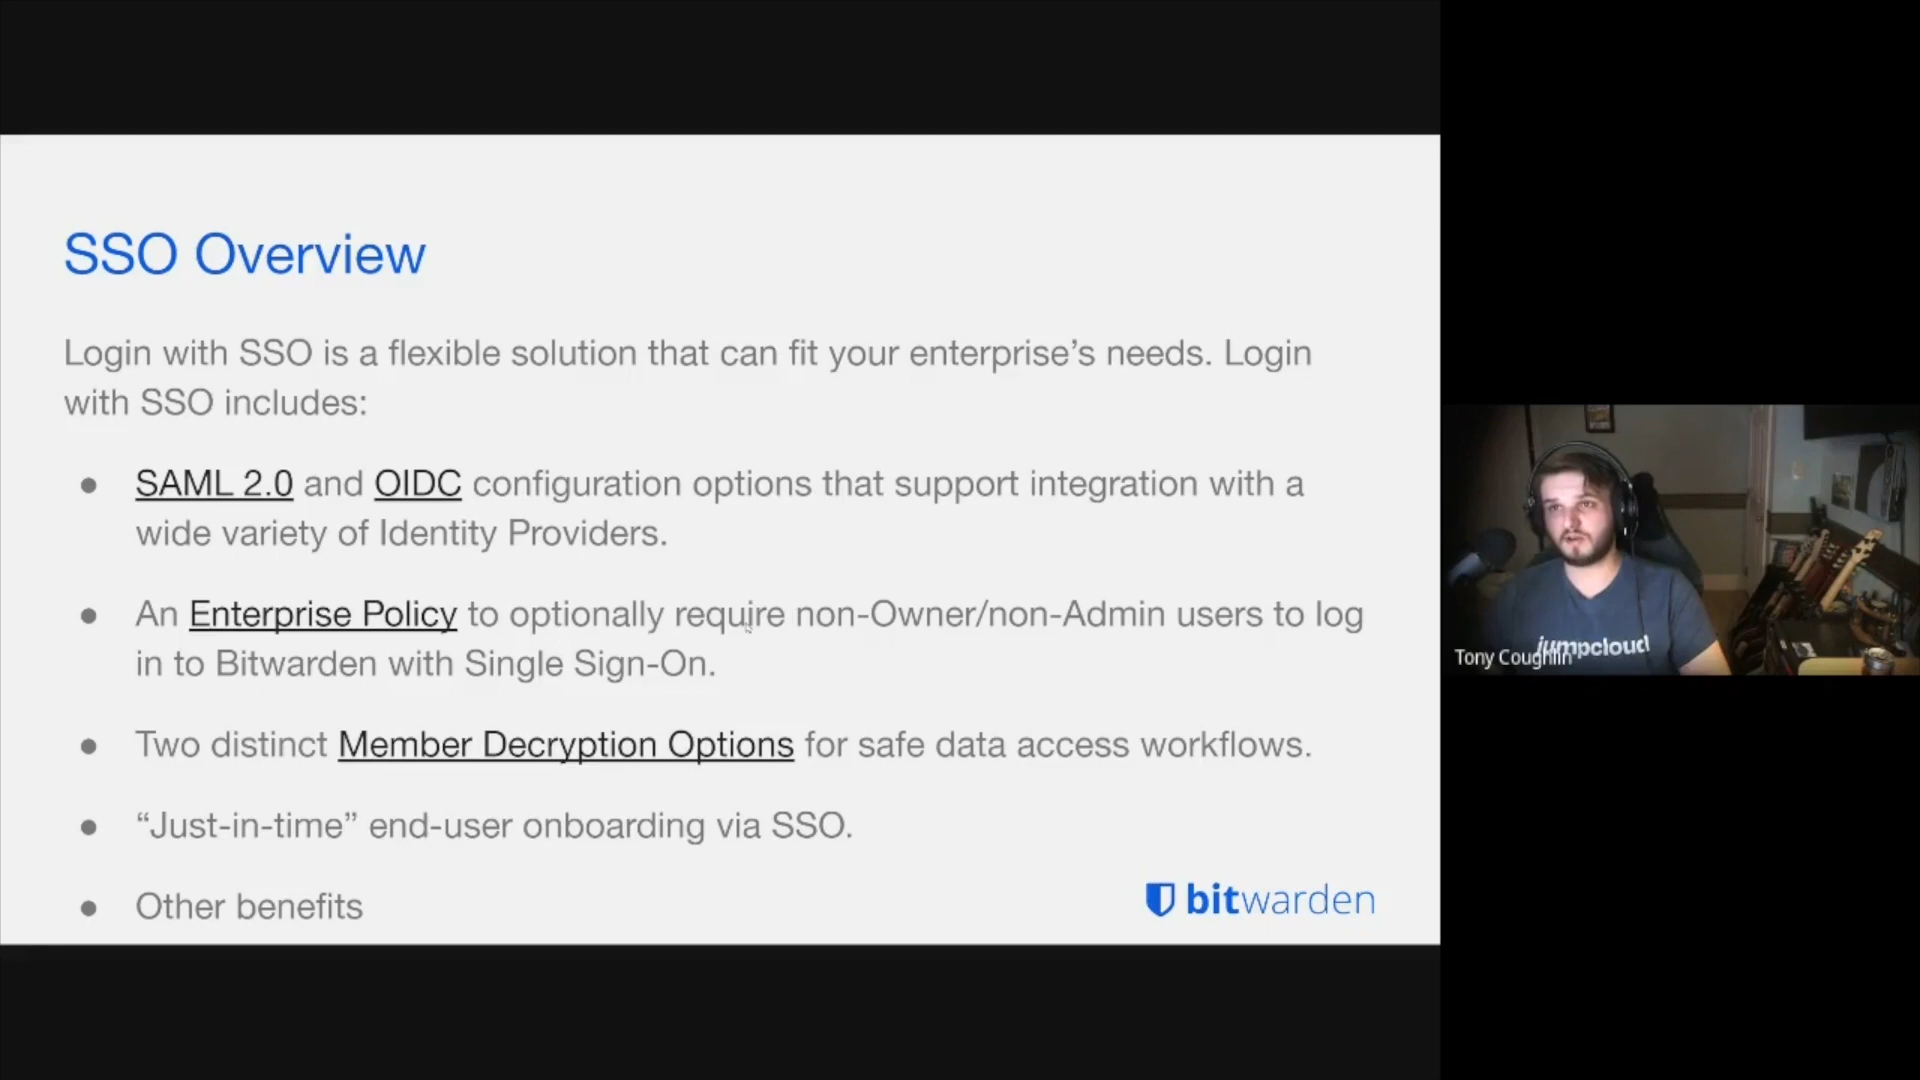 SSO Overview
Login with SSO is a flexible solution that can fit your enterprise’s needs. Login
with SSO includes:
● SAML 2.0 and OIDC configuration options that support integration with a
wide variety of Identity Providers.
● An Enterprise Policy to optionally require non-Owner/non-Admin users to log
in to Bitwarden with Single Sign-On.
● Two distinct Member Decryption Options for safe data access workflows.
● “Just-in-time” end-user onboarding via SSO.
● Other benefits
bitwarden
jumpcloud
Tony Coughlin